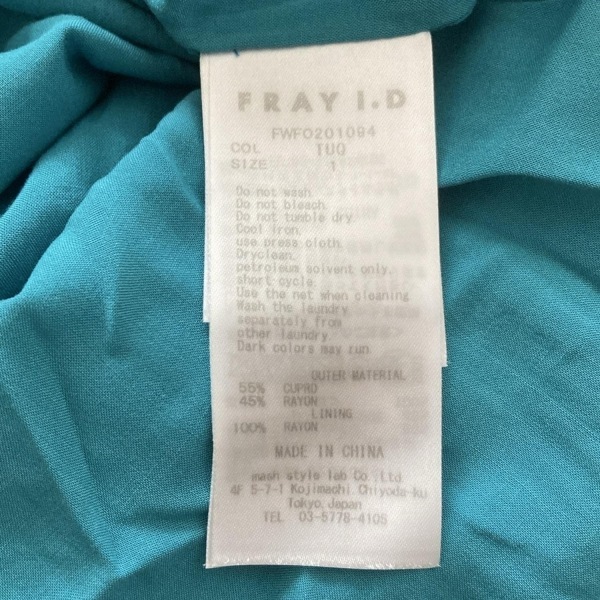 FRAY I.D
FWFO201094
COL TUQ
SIZE 1
Do not wash.
Do not bleach.
Do not tumble dry.
Cool iron.
use press cloth.
Dryclean.
petroleum solvent only.
short cycle.
Use the net when cleaning
Wash the laundry
separately from
other laundry.
Dark colors may run
OUTER MATERIAL
55% CUPRO
45% RAYON
LINING
100% RAYON
MADE IN CHINA
mash style lab Co.,Ltd
4F 5-7-1 Kojimachi.Chiyoda-ku
Tokyo.Japan
TEL 03-5778-4105